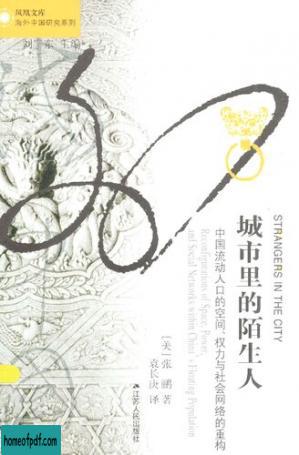 凤凰文库
海外中国研究系列
刘东 主编
城市里的陌生人
STRANGERS IN THE CITY
中国流动人口的空间、权力与社会网络的重构
Reconfigurations of Space, Power,
and Social Networks within China's Floating Population
[美]张鹂 著
袁长庚 译
江苏人民出版社
homeofpdf.com
homeofpdf.com